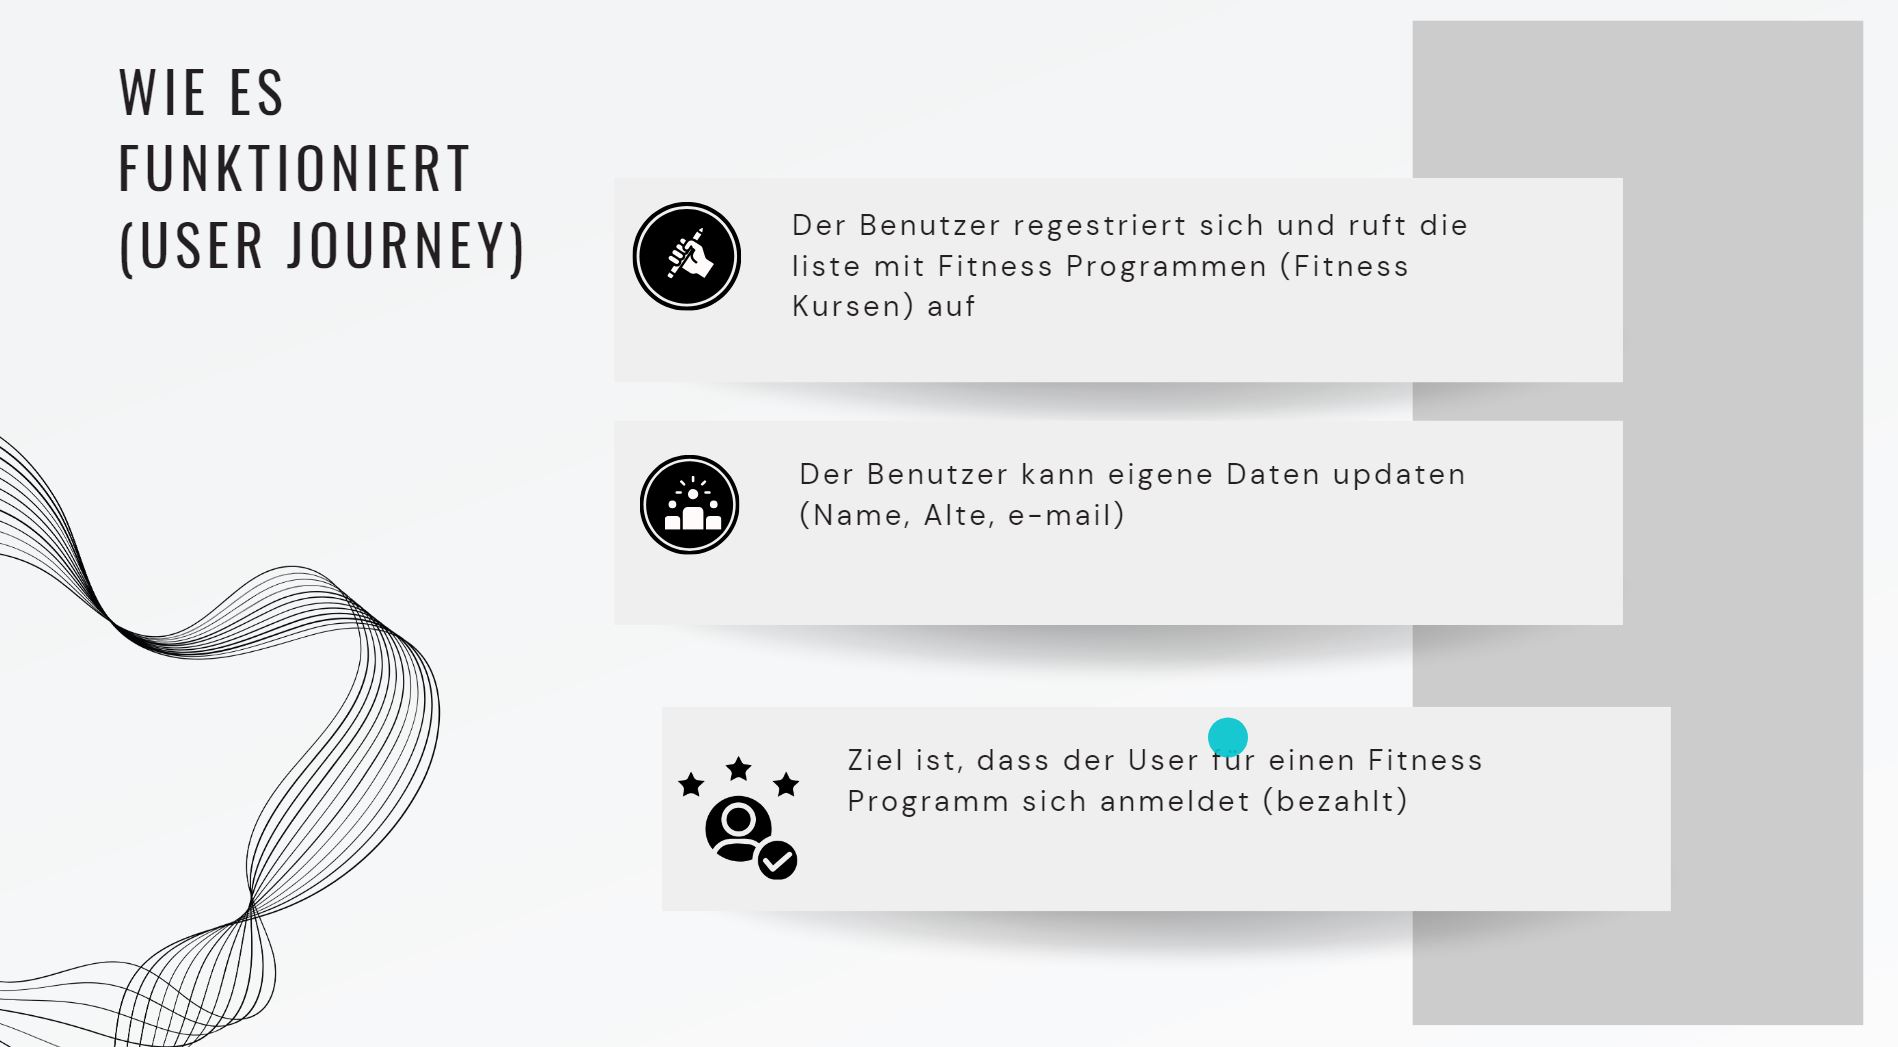 WIE ES
FUNKTIONIERT
(USER JOURNEY)
Der Benutzer regestriert sich und ruft die
liste mit Fitness Programmen (Fitness
Kursen) auf
Der Benutzer kann eigene Daten updaten
(Name, Alte, e-mail)
Ziel ist, dass der User für einen Fitness
Programm sich anmeldet (bezahlt)